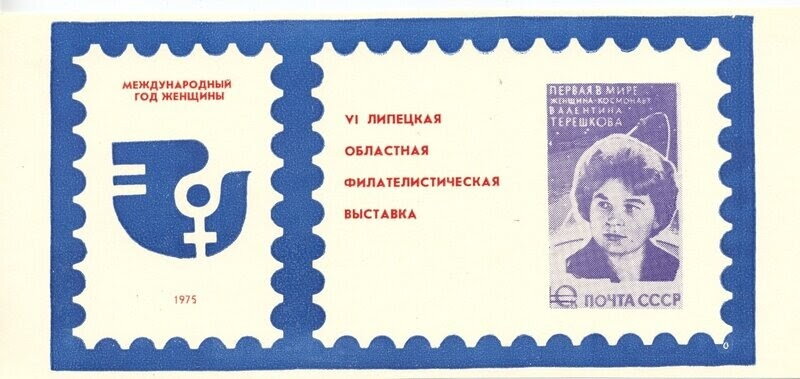 МЕЖДУНАРОДНЫЙ
ГОД ЖЕНЩИНЫ
1975
VI ЛИПЕЦКАЯ
ОБЛАСТНАЯ
ФИЛАТЕЛИСТИЧЕСКАЯ
ВЫСТАВКА
ПЕРВАЯ В МИРЕ
ЖЕНЩИНА-КОСМОНАВТ
ВАЛЕНТИНА
ТЕРЕШКОВА
ПОЧТА СССР